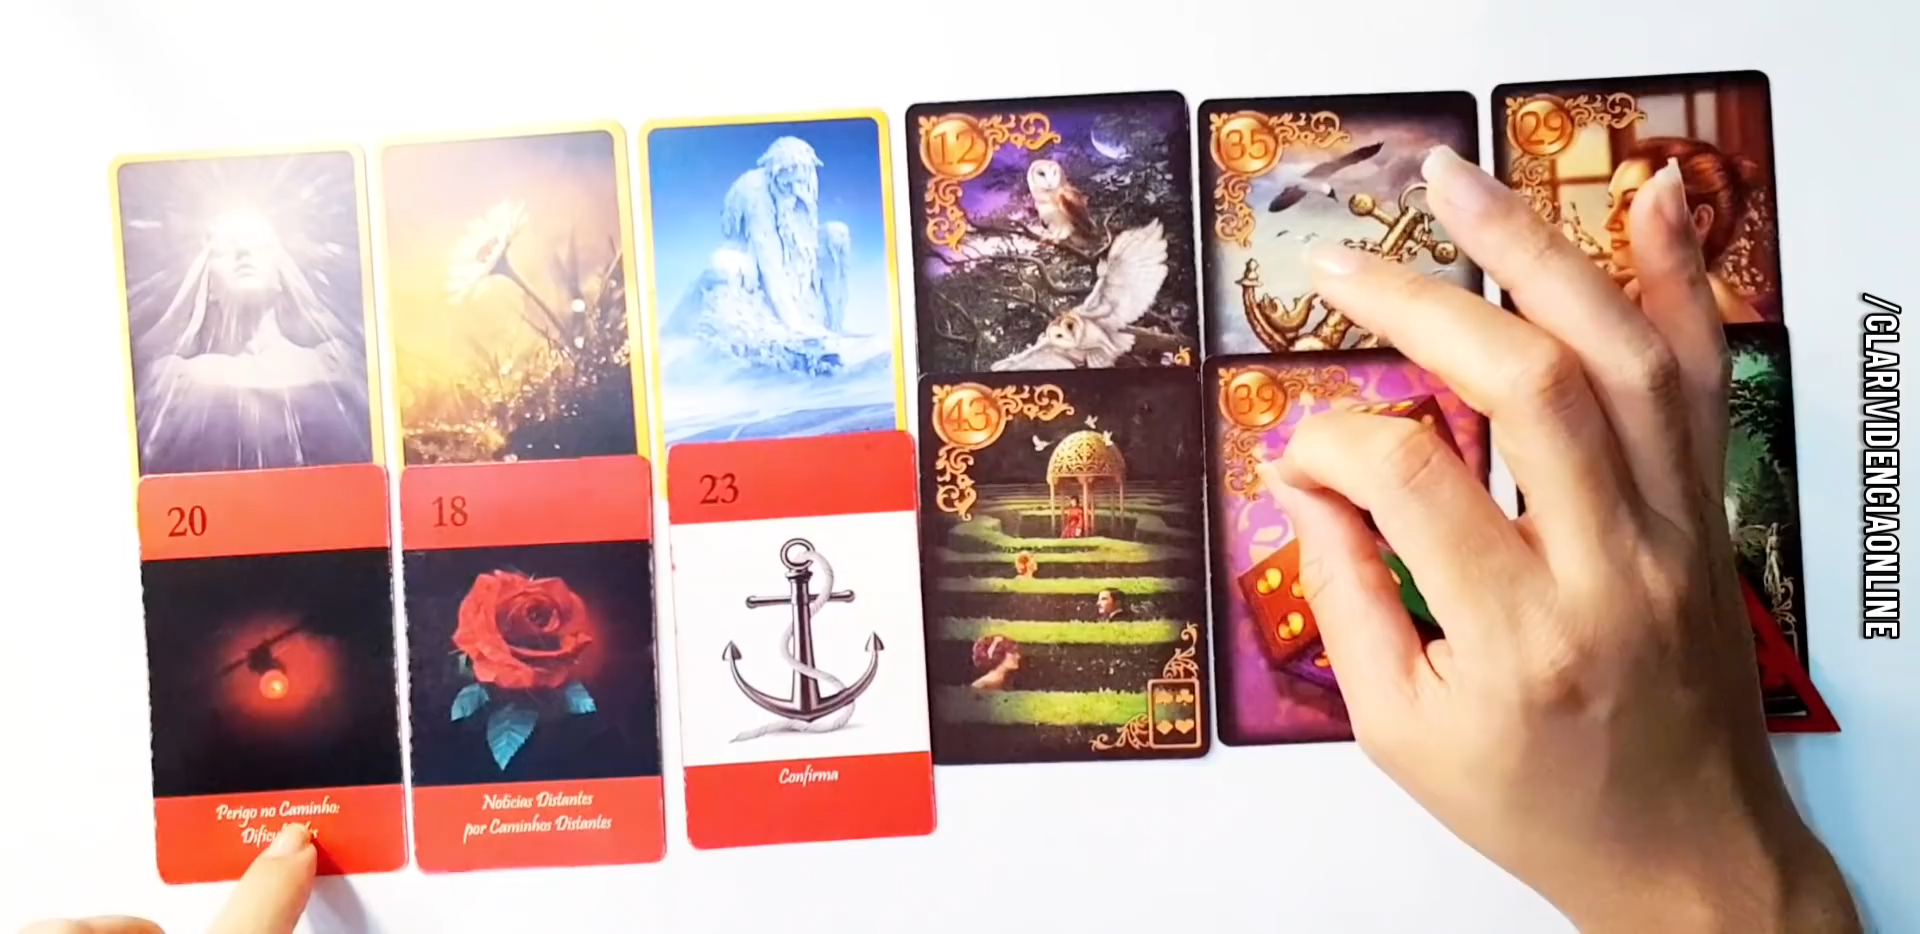 12
35
29
43
39
20
18
23
Perigo no Caminho:
Notícias Distantes
por Caminhos Distantes
Confirma
/CLARIVIDENCIAONLINE